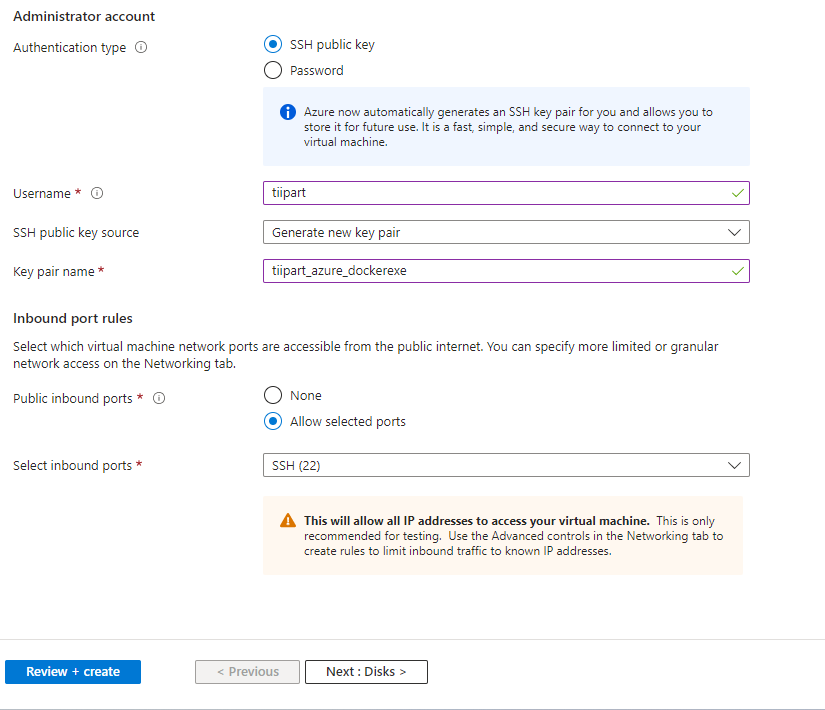 Administrator account
Authentication type
SSH public key
Password
Azure now automatically generates an SSH key pair for you and allows you to
store it for future use. It is a fast, simple, and secure way to connect to your
virtual machine.
Username *
tiipart
SSH public key source
Generate new key pair
Key pair name *
tiipart_azure_dockerexe
Inbound port rules
Select which virtual machine network ports are accessible from the public internet. You can specify more limited or granular
network access on the Networking tab.
Public inbound ports *
None
Allow selected ports
Select inbound ports *
SSH (22)
This will allow all IP addresses to access your virtual machine. This is only
recommended for testing. Use the Advanced controls in the Networking tab to
create rules to limit inbound traffic to known IP addresses.
Review + create
< Previous
Next : Disks >